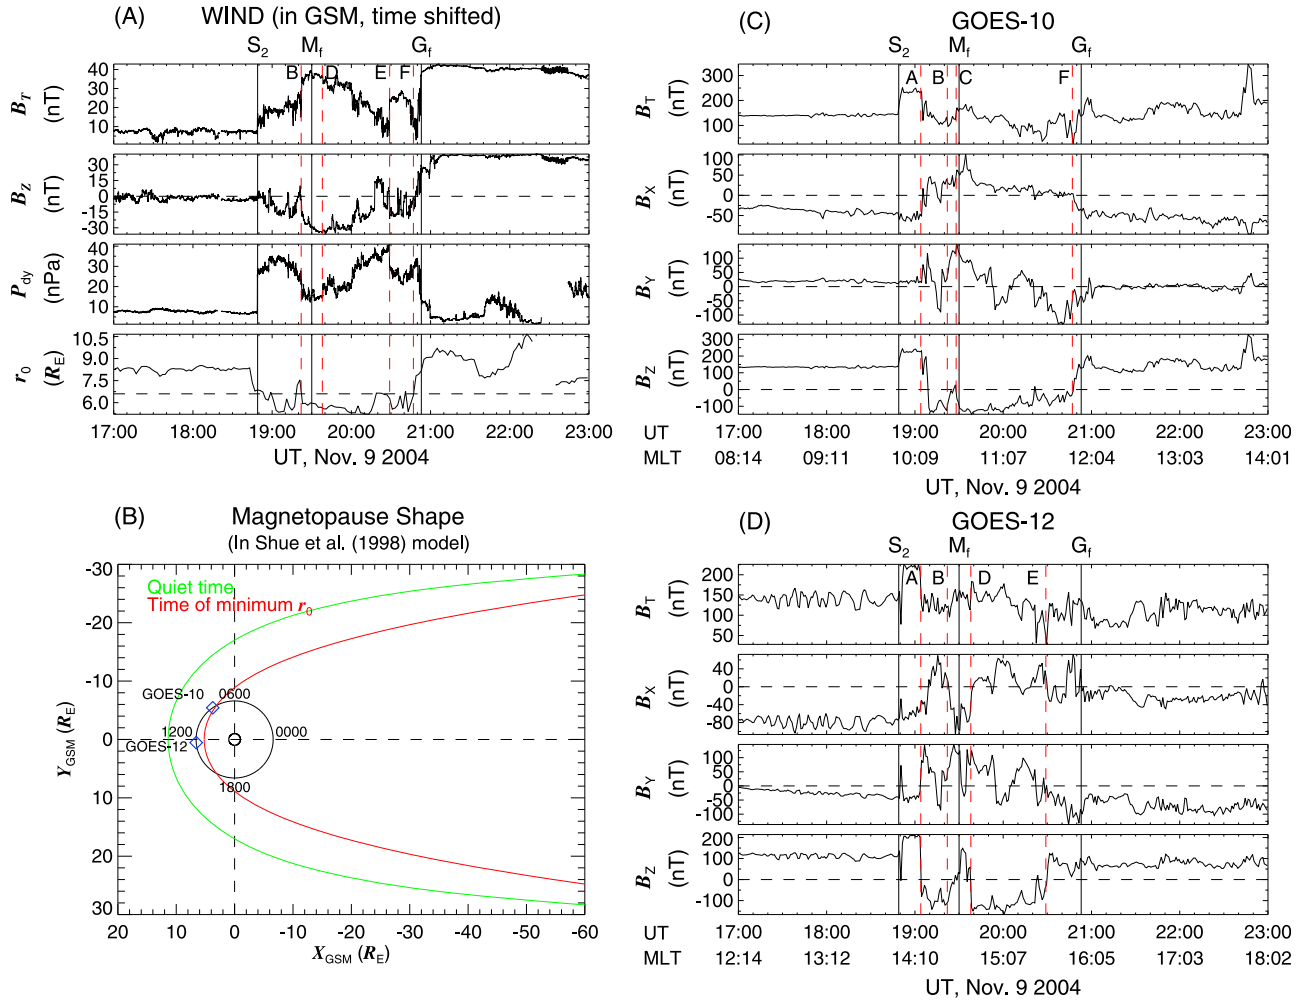 (A) WIND (in GSM, time shifted)
S2 Mf Gf
B D E F
BT (nT)
40 30 20 10
BZ (nT)
30 15 0 -15 -30
Pdy (nPa)
40 30 20 10
r0 (RE)
10.5 9.0 7.5 6.0
17:00 18:00 19:00 20:00 21:00 22:00 23:00
UT, Nov. 9 2004
(B) Magnetopause Shape
(In Shue et al. (1998) model)
Quiet time
Time of minimum r0
-30 -20 -10 0 10 20 30
YGSM (RE)
GOES-10 0600
1200 0000
GOES-12
1800
20 10 0 -10 -20 -30 -40 -50 -60
XGSM (RE)
(C) GOES-10
S2 Mf Gf
A B C F
BT (nT)
300 200 100
BX (nT)
100 50 0 -50
BY (nT)
100 50 0 -50 -100
BZ (nT)
300 200 100 0 -100
UT 17:00 18:00 19:00 20:00 21:00 22:00 23:00
MLT 08:14 09:11 10:09 11:07 12:04 13:03 14:01
UT, Nov. 9 2004
(D) GOES-12
S2 Mf Gf
A B D E
BT (nT)
200 150 100 50
BX (nT)
40 0 -40 -80
BY (nT)
100 50 0 -50 -100
BZ (nT)
200 100 0 -100
UT 17:00 18:00 19:00 20:00 21:00 22:00 23:00
MLT 12:14 13:12 14:10 15:07 16:05 17:03 18:02
UT, Nov. 9 2004